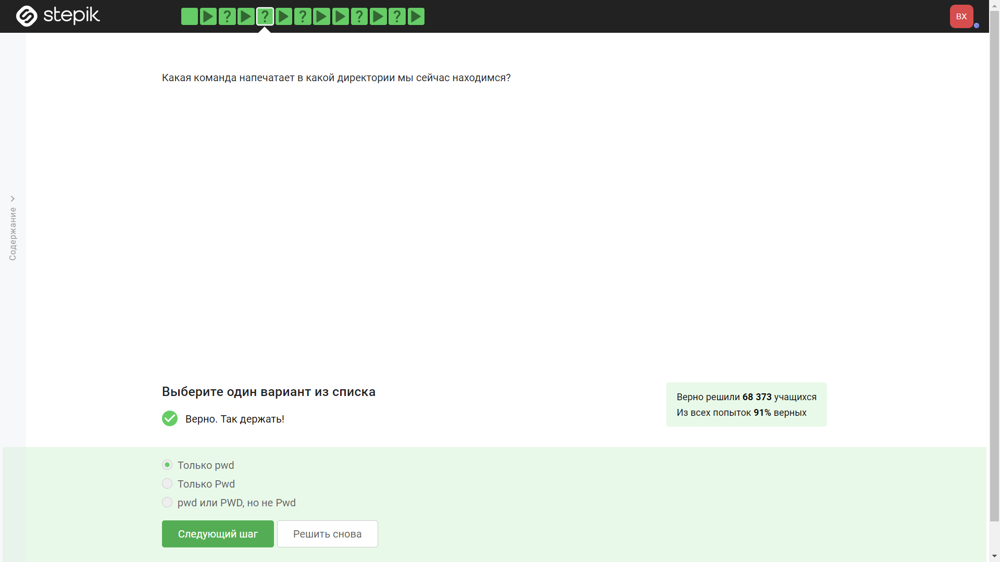 stepik
? ? ? ? ?
ВХ
Содержание
Какая команда напечатает в какой директории мы сейчас находимся?
Выберите один вариант из списка
Верно. Так держать!
Верно решили 68 373 учащихся
Из всех попыток 91% верных
Только pwd
Только Pwd
pwd или PWD, но не Pwd
Следующий шаг
Решить снова